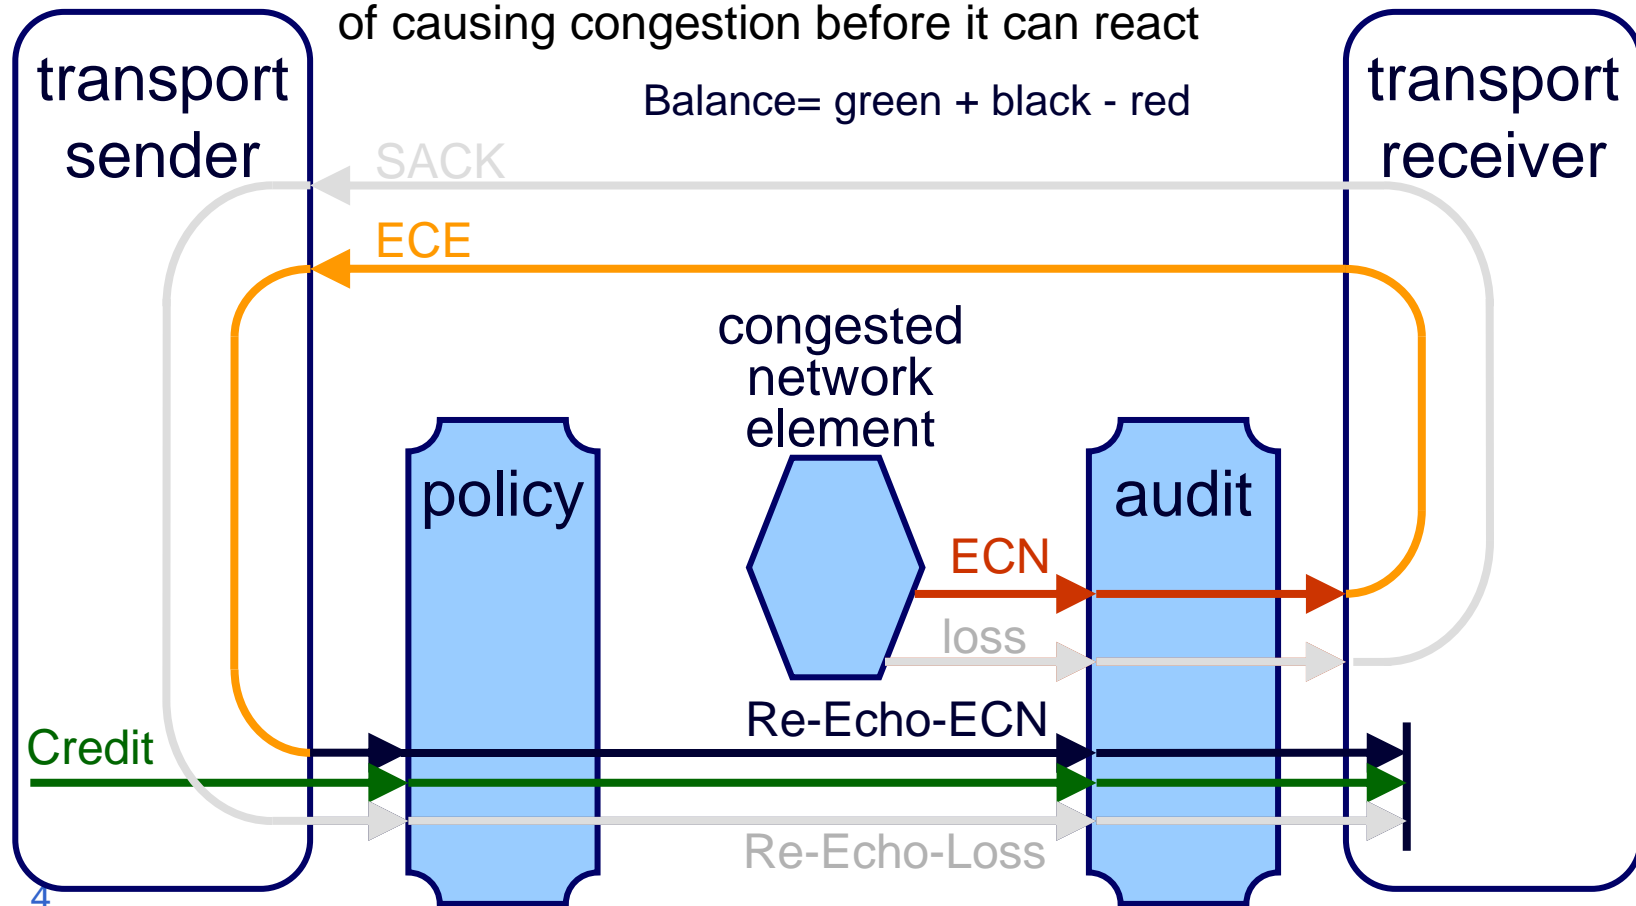 of causing congestion before it can react
transport
sender
Balance= green + black - red
transport
receiver
SACK
ECE
congested
network
element
policy
audit
ECN
loss
Re-Echo-ECN
Credit
Re-Echo-Loss
4